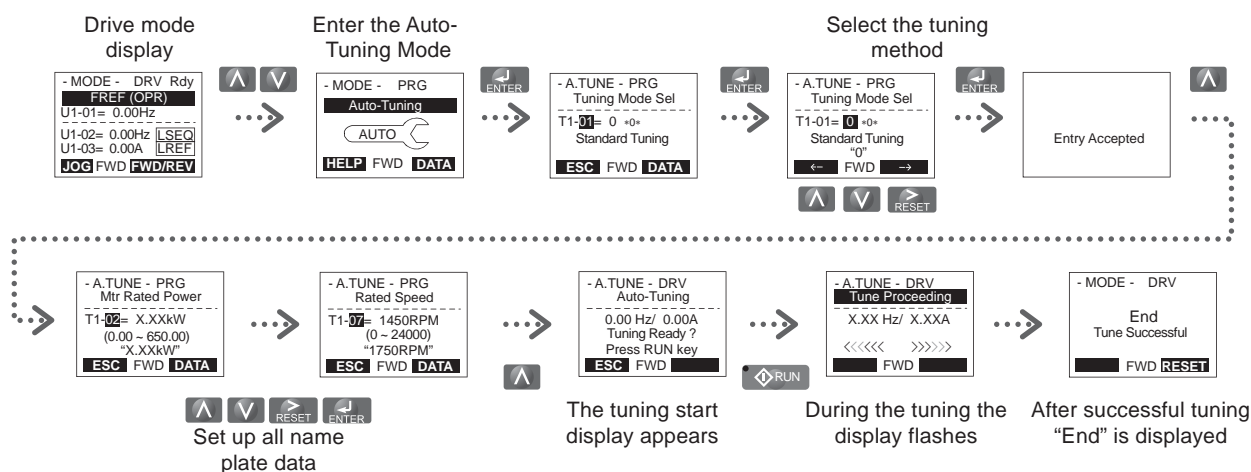 Drive mode
display
- MODE -   DRV  Rdy
FREF (OPR)
U1-01=  0.00Hz
U1-02=  0.00Hz  LSEQ
U1-03=  0.00A  LREF
JOG FWD FWD/REV
Enter the Auto-
Tuning Mode
- MODE -   PRG
Auto-Tuning
AUTO
HELP FWD DATA
ENTER
- A.TUNE -  PRG
Tuning Mode Sel
T1-01=  0  *0*
Standard Tuning
ESC FWD DATA
ENTER
Select the tuning
method
- A.TUNE -  PRG
Tuning Mode Sel
T1-01= 0 *0*
Standard Tuning
“0”
← FWD →
RESET
ENTER
Entry Accepted
- A.TUNE -  PRG
Mtr Rated Power
T1-02=  X.XXkW
(0.00 ~ 650.00)
“X.XXkW”
ESC FWD DATA
- A.TUNE -  PRG
Rated Speed
T1-07=  1450RPM
(0 ~ 24000)
“1750RPM”
ESC FWD DATA
RESET ENTER
Set up all name
plate data
- A.TUNE -  DRV
Auto-Tuning
0.00 Hz/  0.00A
Tuning Ready ?
Press RUN key
ESC FWD
The tuning start
display appears
RUN
- A.TUNE -  DRV
Tune Proceeding
X.XX Hz/  X.XXA
<<<<<<  >>>>>>
FWD
During the tuning the
display flashes
- MODE -   DRV
End
Tune Successful
FWD RESET
After successful tuning
“End” is displayed